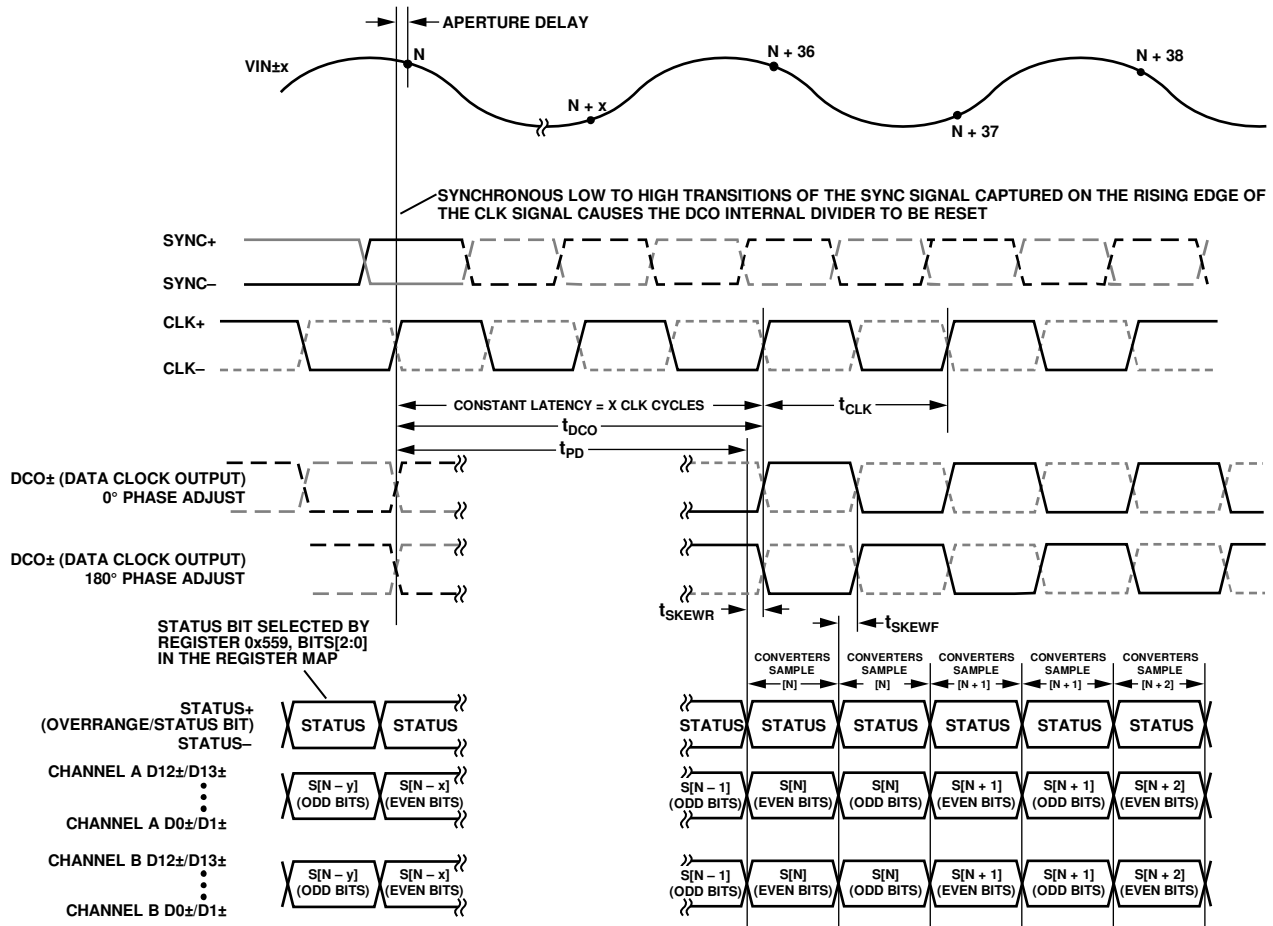 APERTURE DELAY
N
VIN±x
N + x
N + 36
N + 37
N + 38
SYNCHRONOUS LOW TO HIGH TRANSITIONS OF THE SYNC SIGNAL CAPTURED ON THE RISING EDGE OF
THE CLK SIGNAL CAUSES THE DCO INTERNAL DIVIDER TO BE RESET
SYNC+
SYNC–
CLK+
CLK–
CONSTANT LATENCY = X CLK CYCLES
tCLK
tDCO
tPD
DCO± (DATA CLOCK OUTPUT)
0° PHASE ADJUST
DCO± (DATA CLOCK OUTPUT)
180° PHASE ADJUST
tSKEWR
tSKEWF
STATUS BIT SELECTED BY
REGISTER 0x559, BITS[2:0]
IN THE REGISTER MAP
CONVERTERS
SAMPLE
[N]
CONVERTERS
SAMPLE
[N]
CONVERTERS
SAMPLE
[N + 1]
CONVERTERS
SAMPLE
[N + 1]
CONVERTERS
SAMPLE
[N + 2]
STATUS+
(OVERRANGE/STATUS BIT)
STATUS–
STATUS
STATUS
STATUS
STATUS
STATUS
STATUS
STATUS
STATUS
CHANNEL A D12±/D13±
CHANNEL A D0±/D1±
S[N – y]
(ODD BITS)
S[N – x]
(EVEN BITS)
S[N – 1]
(ODD BITS)
S[N]
(EVEN BITS)
S[N]
(ODD BITS)
S[N + 1]
(EVEN BITS)
S[N + 1]
(ODD BITS)
S[N + 2]
(EVEN BITS)
CHANNEL B D12±/D13±
CHANNEL B D0±/D1±
S[N – y]
(ODD BITS)
S[N – x]
(EVEN BITS)
S[N – 1]
(ODD BITS)
S[N]
(EVEN BITS)
S[N]
(ODD BITS)
S[N + 1]
(EVEN BITS)
S[N + 1]
(ODD BITS)
S[N + 2]
(EVEN BITS)